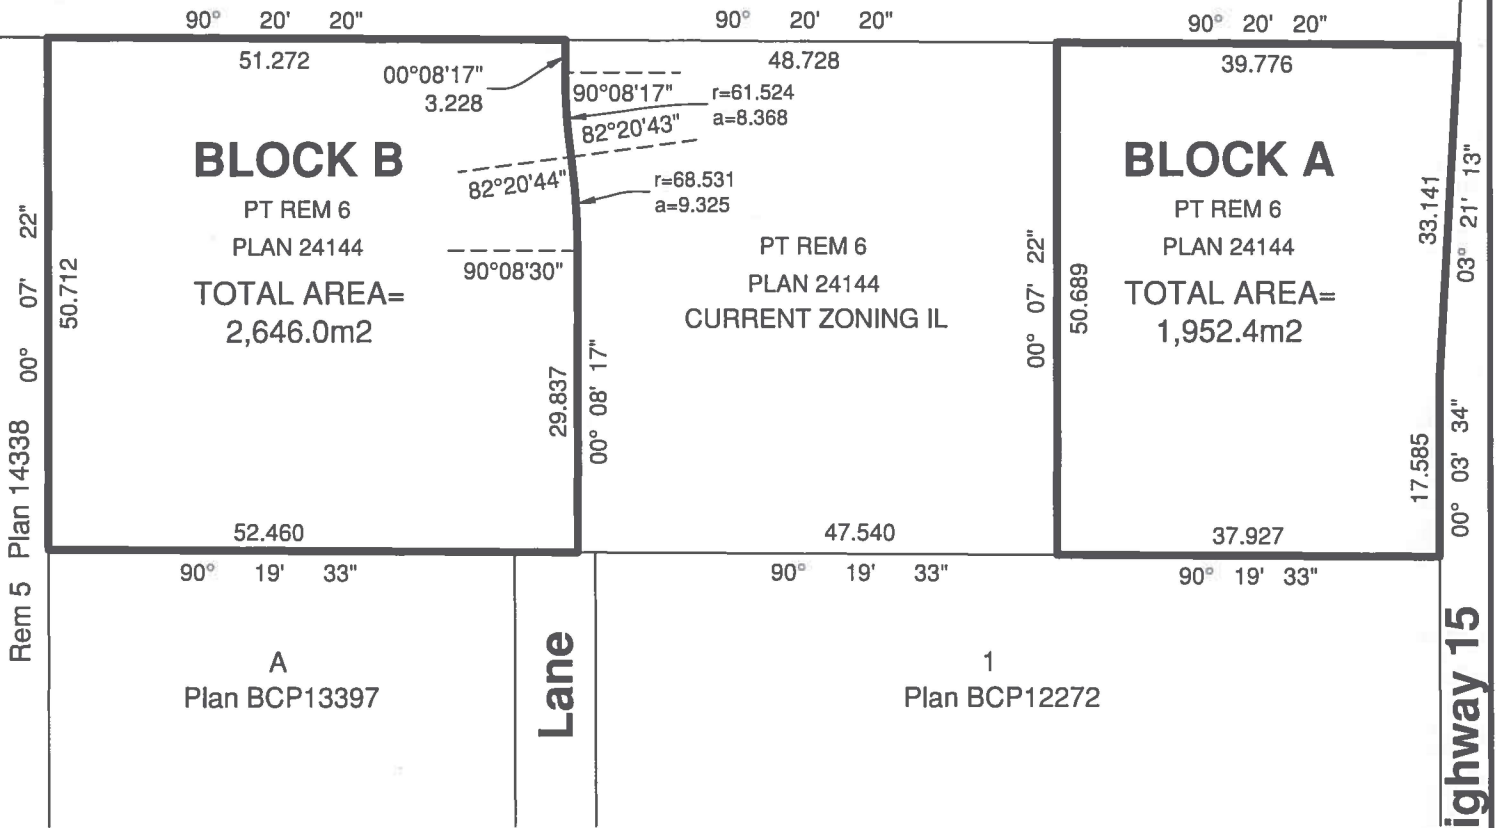 90° 20' 20"
90° 20' 20"
90° 20' 20"
51.272
48.728
39.776
00°08'17"
3.228
90°08'17"
r=61.524
a=8.368
82°20'43"
82°20'44"
r=68.531
a=9.325
90°08'30"
BLOCK B
PT REM 6
PLAN 24144
TOTAL AREA=
2,646.0m2
50.712
00° 07' 22"
Rem 5 Plan 14338
29.837
00° 08' 17"
52.460
90° 19' 33"
PT REM 6
PLAN 24144
CURRENT ZONING IL
47.540
90° 19' 33"
00° 07' 22"
50.689
BLOCK A
PT REM 6
PLAN 24144
TOTAL AREA=
1,952.4m2
33.141
03° 21' 13"
17.585
00° 03' 34"
37.927
90° 19' 33"
A
Plan BCP13397
Lane
1
Plan BCP12272
ighway 15